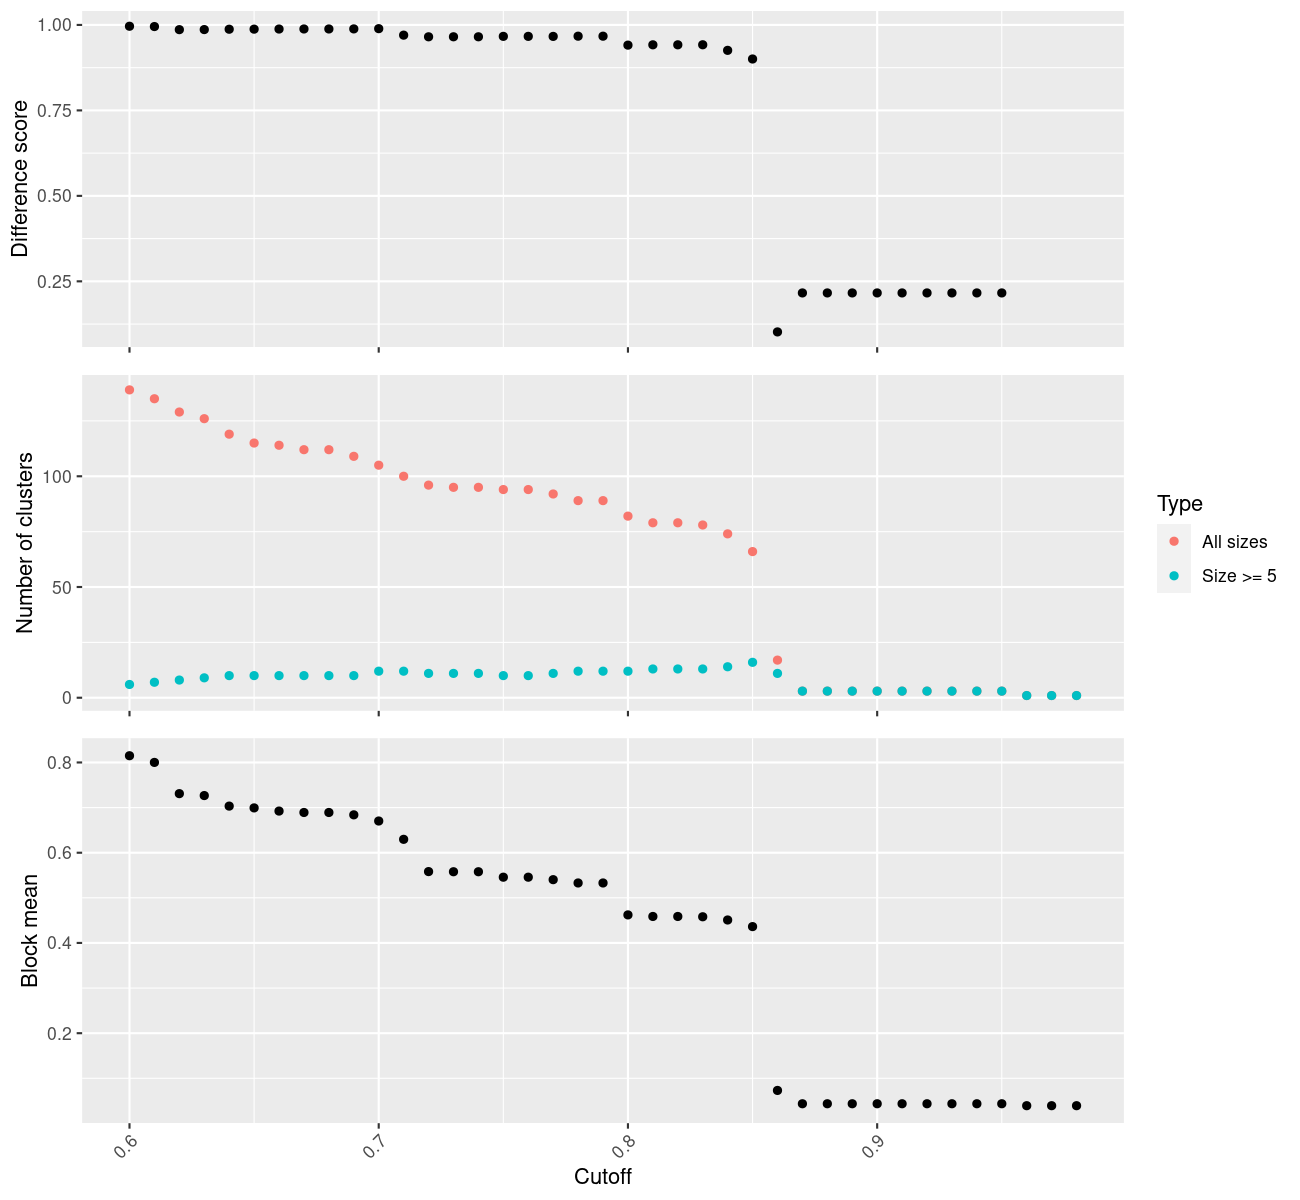 Difference score
1.00
0.75
0.50
0.25
Number of clusters
100
50
0
Type
All sizes
Size >= 5
Block mean
0.8
0.6
0.4
0.2
0.6
0.7
0.8
0.9
Cutoff